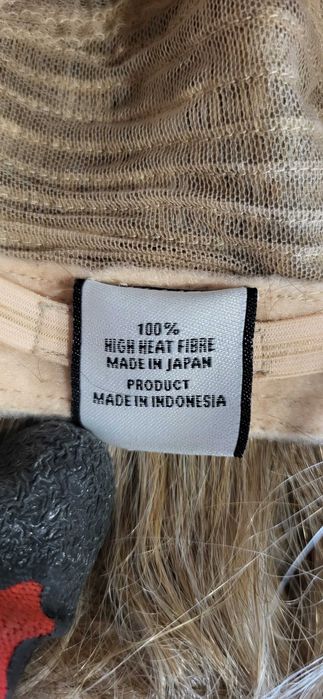 100%
HIGH HEAT FIBRE
MADE IN JAPAN
PRODUCT
MADE IN INDONESIA